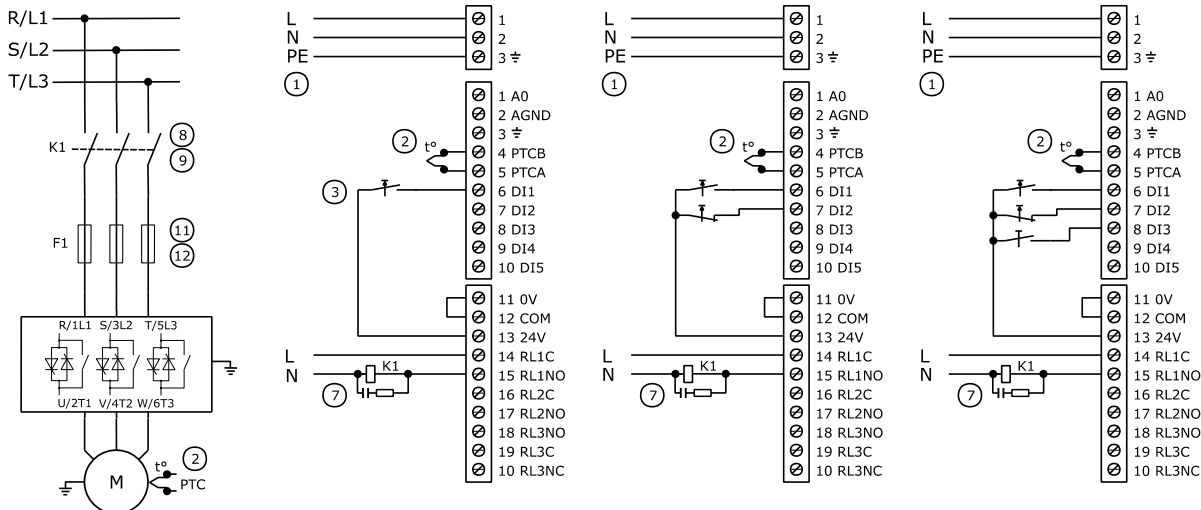 R/L1
S/L2
T/L3
K1
8
9
F1
11
12
R/1L1 S/3L2 T/5L3
U/2T1 V/4T2 W/6T3
M
t°
2
PTC
L
N
PE
1
2
3
1
1 A0
2 AGND
3
4 PTCB
5 PTCA
6 DI1
7 DI2
8 DI3
9 DI4
10 DI5
2
t°
3
11 0V
12 COM
13 24V
14 RL1C
15 RL1NO
16 RL2C
17 RL2NO
18 RL3NO
19 RL3C
10 RL3NC
L
N
K1
7
L
N
PE
1
2
3
1
1 A0
2 AGND
3
4 PTCB
5 PTCA
6 DI1
7 DI2
8 DI3
9 DI4
10 DI5
2
t°
11 0V
12 COM
13 24V
14 RL1C
15 RL1NO
16 RL2C
17 RL2NO
18 RL3NO
19 RL3C
10 RL3NC
L
N
K1
7
L
N
PE
1
2
3
1
1 A0
2 AGND
3
4 PTCB
5 PTCA
6 DI1
7 DI2
8 DI3
9 DI4
10 DI5
2
t°
11 0V
12 COM
13 24V
14 RL1C
15 RL1NO
16 RL2C
17 RL2NO
18 RL3NO
19 RL3C
10 RL3NC
L
N
K1
7